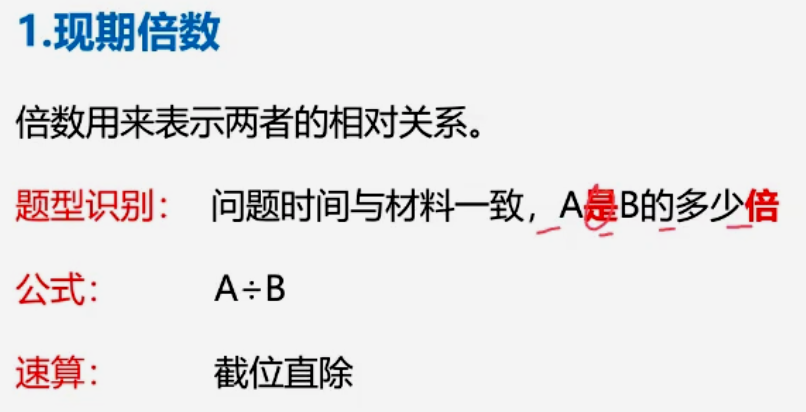 1.现期倍数
倍数用来表示两者的相对关系。
题型识别： 问题时间与材料一致，A是B的多少倍
公式： A÷B
速算： 截位直除